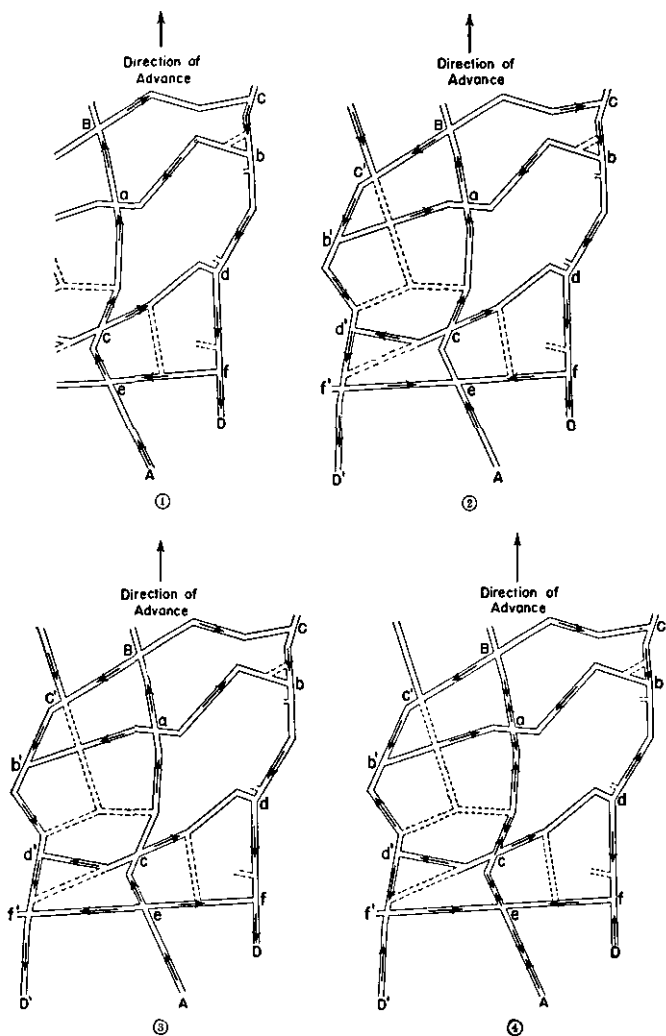 Direction of
Advance
C
B
b
a
d
c
f
e
D
A
①
Direction of
Advance
C
B
c'
b
a
b'
d
d'
c
f
f'
e
D
A
D'
②
Direction of
Advance
C
B
c'
b
a
b'
d
d'
c
f
f'
e
D
D'
A
③
Direction of
Advance
C
B
c'
b
a
b'
d
d'
c
f
f'
e
D
D'
A
④